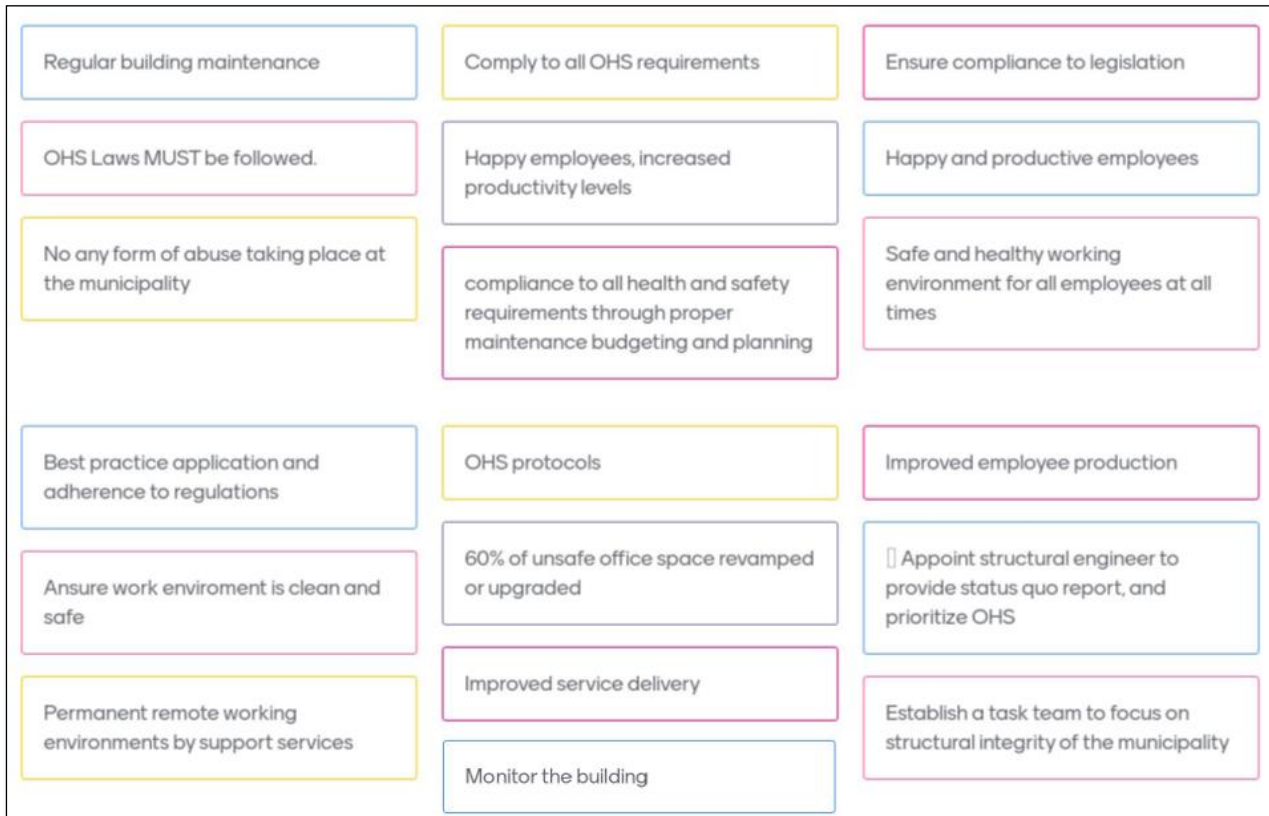 Regular building maintenance
Comply to all OHS requirements
Ensure compliance to legislation
OHS Laws MUST be followed.
Happy employees, increased
productivity levels
Happy and productive employees
No any form of abuse taking place at
the municipality
compliance to all health and safety
requirements through proper
maintenance budgeting and planning
Safe and healthy working
environment for all employees at all
times
Best practice application and
adherence to regulations
OHS protocols
Improved employee production
Ansure work enviroment is clean and
safe
60% of unsafe office space revamped
or upgraded
Appoint structural engineer to
provide status quo report, and
prioritize OHS
Permanent remote working
environments by support services
Improved service delivery
Establish a task team to focus on
structural integrity of the municipality
Monitor the building